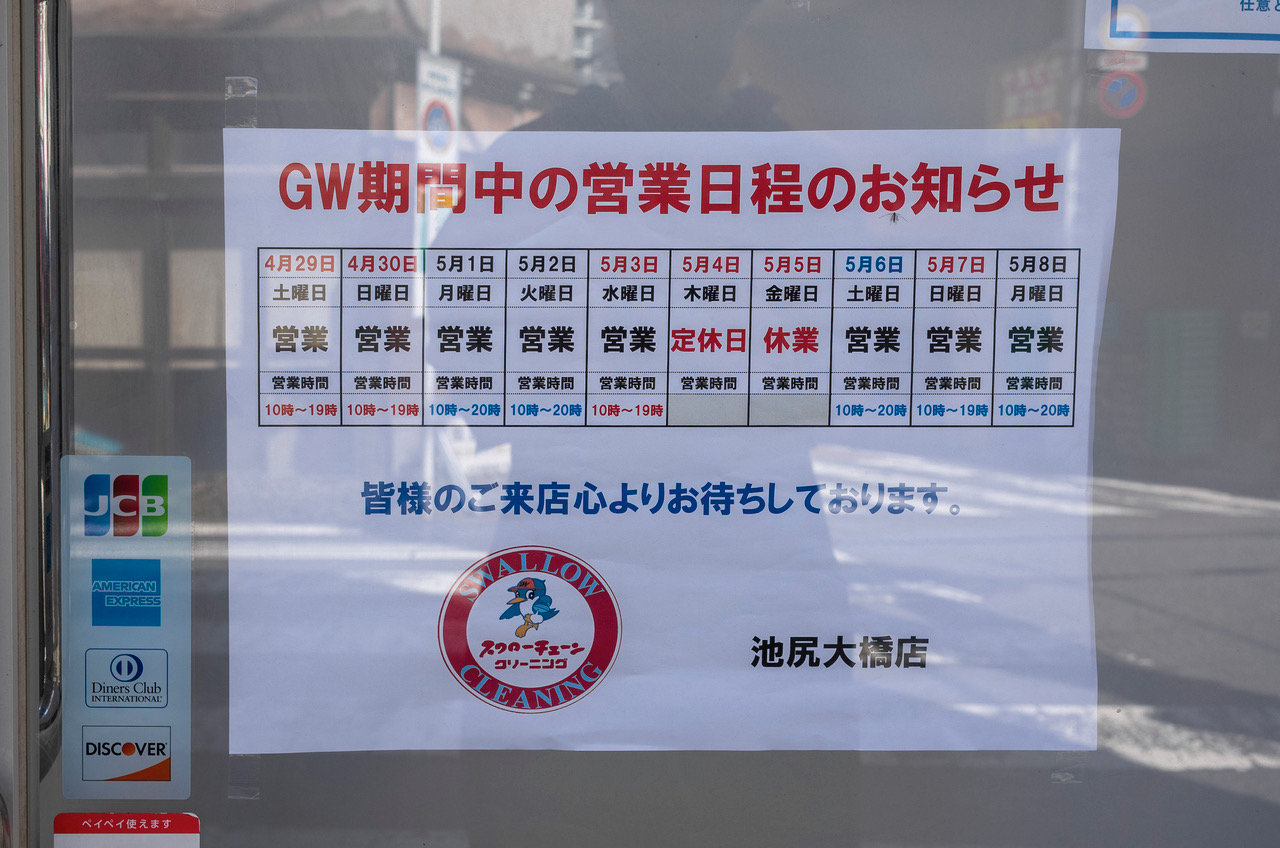 任意
GW期間中の営業日程のお知らせ
4月29日 4月30日 5月1日 5月2日 5月3日 5月4日 5月5日 5月6日 5月7日 5月8日
土曜日 日曜日 月曜日 火曜日 水曜日 木曜日 金曜日 土曜日 日曜日 月曜日
営業 営業 営業 営業 営業 定休日 休業 営業 営業 営業
営業時間 営業時間 営業時間 営業時間 営業時間 営業時間 営業時間 営業時間 営業時間 営業時間
10時～19時 10時～19時 10時～20時 10時～20時 10時～19時 10時～20時 10時～19時 10時～20時
皆様のご来店心よりお待ちしております。
SWALLOW
スワローチェーン
クリーニング
CLEANING
池尻大橋店
JCB
AMERICAN
EXPRESS
Diners Club
INTERNATIONAL
DISCOVER
ペイペイ使えます